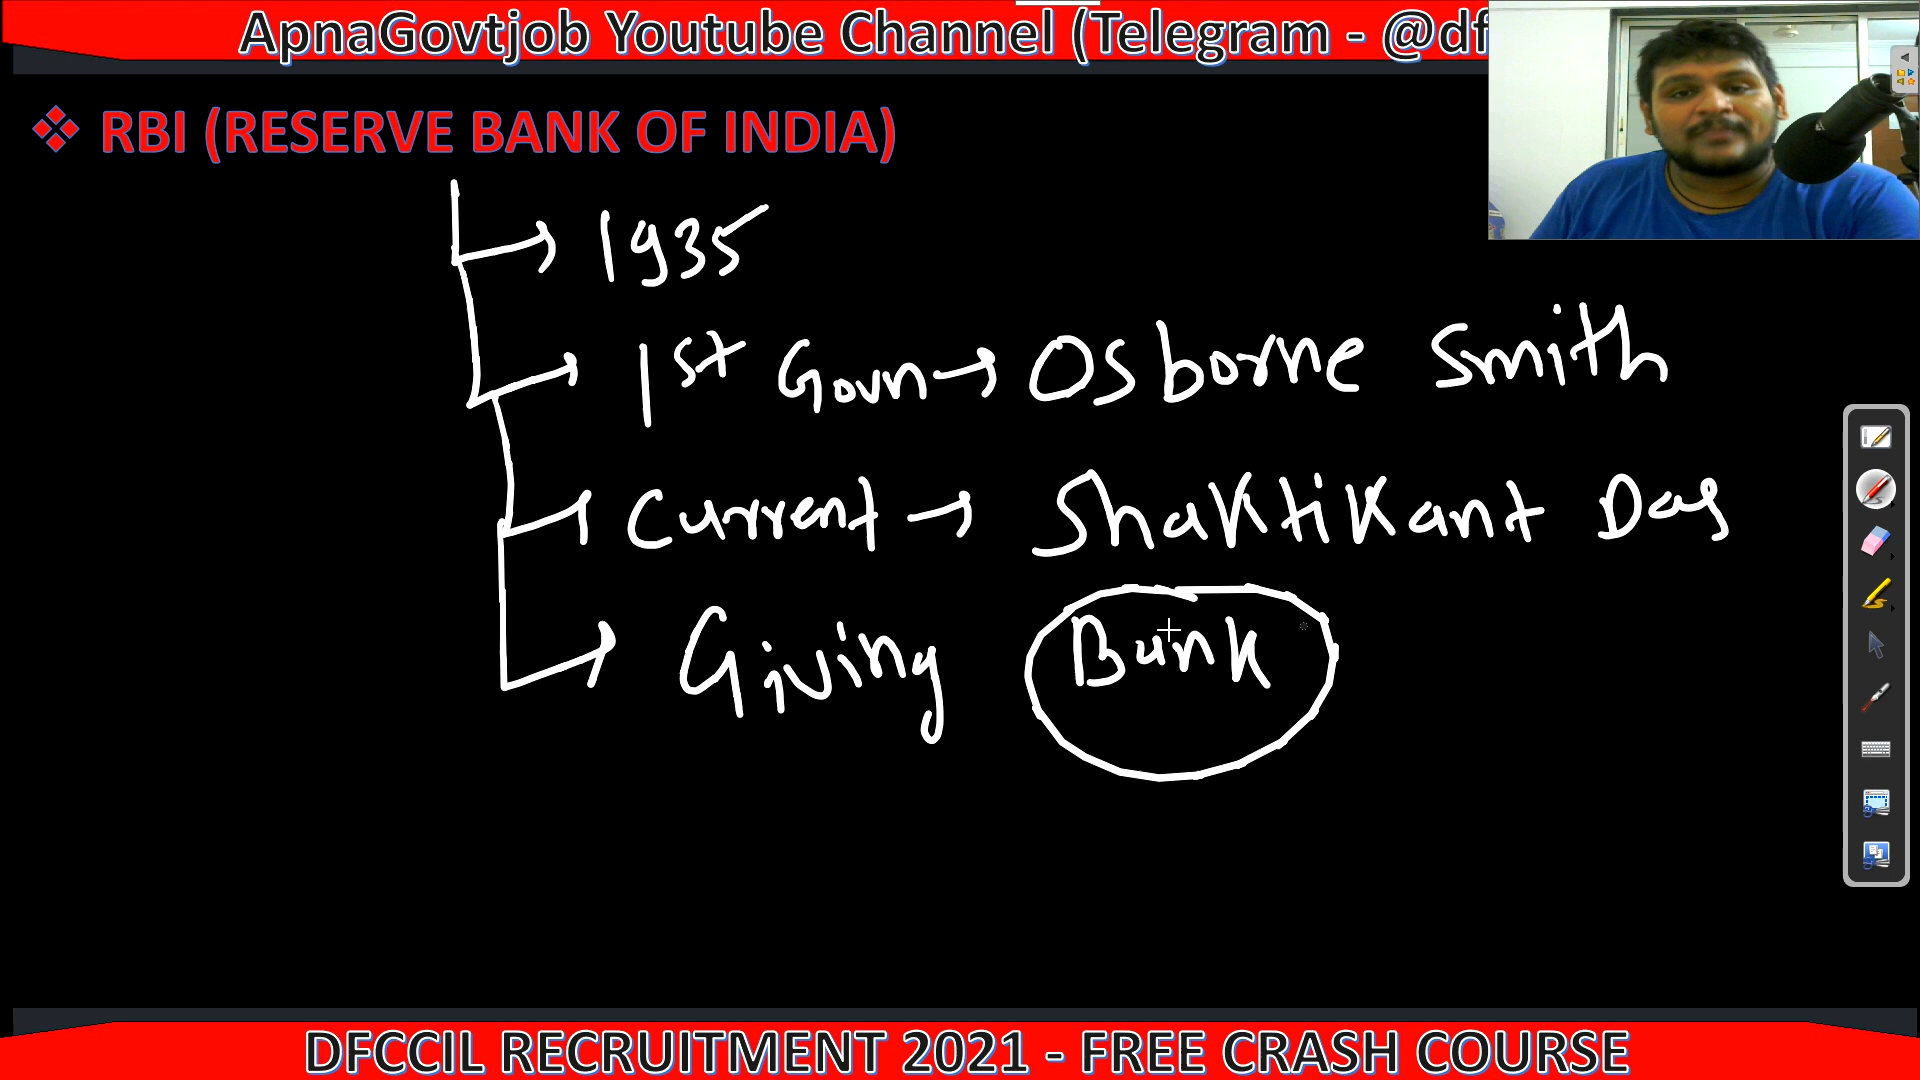 ApnaGovtjob Youtube Channel (Telegram - @df
❖ RBI (RESERVE BANK OF INDIA)
→ 1935
→ 1st Govn → Osborne Smith
→ Current → Shaktikant Das
→ Giving Bank
DFCCIL RECRUITMENT 2021 - FREE CRASH COURSE